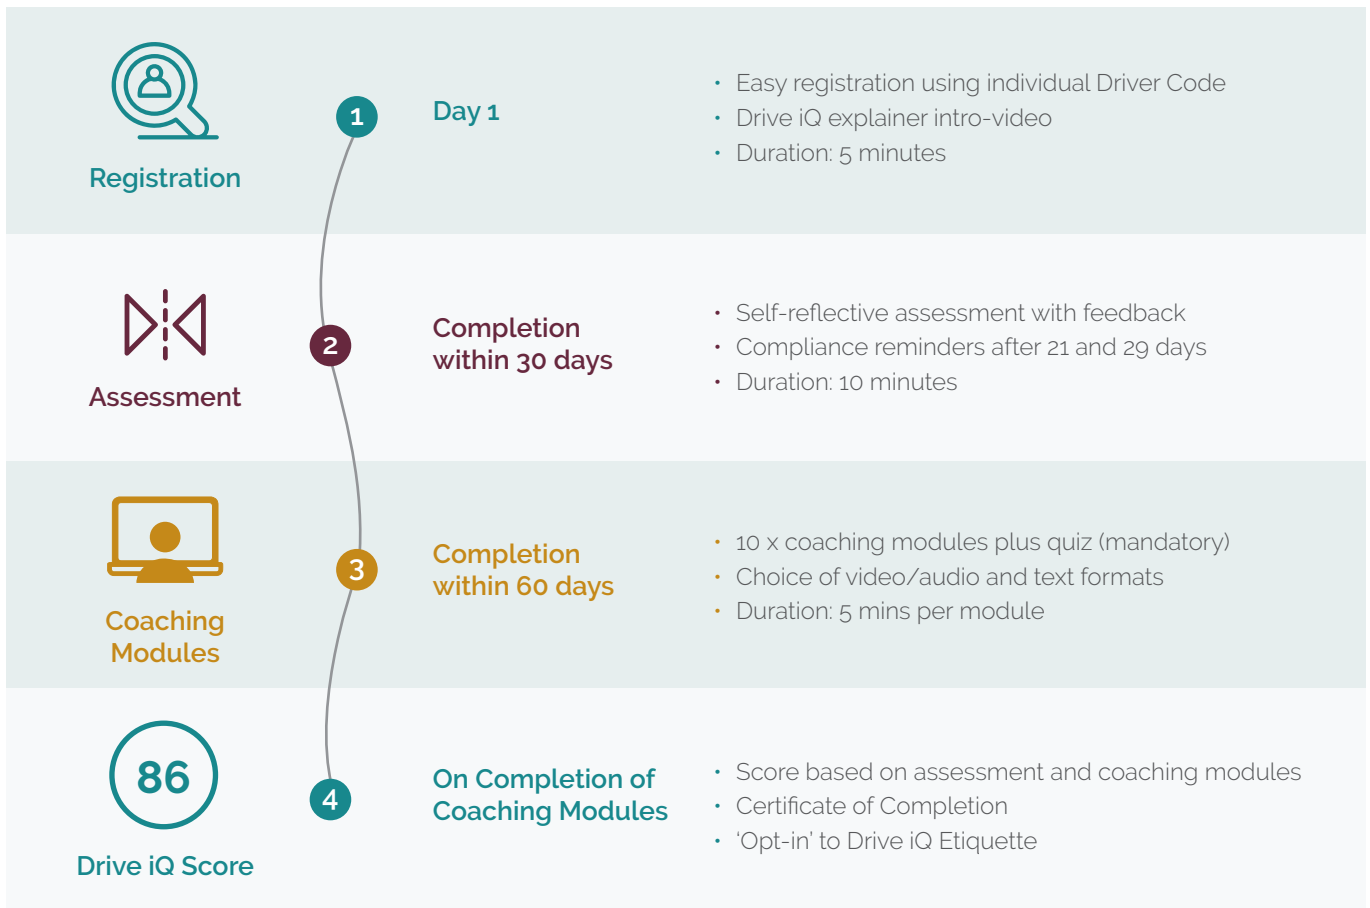 Registration
1
Day 1
• Easy registration using individual Driver Code
• Drive iQ explainer intro-video
• Duration: 5 minutes
Assessment
2
Completion
within 30 days
• Self-reflective assessment with feedback
• Compliance reminders after 21 and 29 days
• Duration: 10 minutes
Coaching
Modules
3
Completion
within 60 days
• 10 x coaching modules plus quiz (mandatory)
• Choice of video/audio and text formats
• Duration: 5 mins per module
86
Drive iQ Score
4
On Completion of
Coaching Modules
• Score based on assessment and coaching modules
• Certificate of Completion
• ‘Opt-in’ to Drive iQ Etiquette